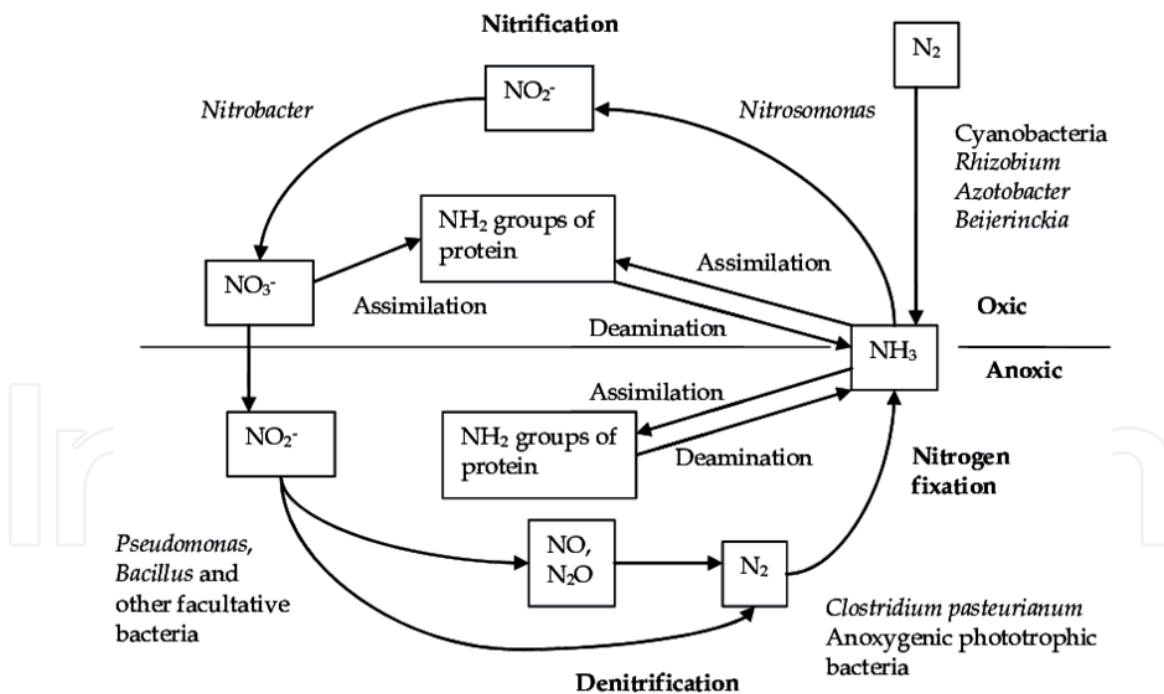 Nitrification
N₂
NO₂-
Nitrobacter
Nitrosomonas
Cyanobacteria
Rhizobium
Azotobacter
Beijerinckia
NH₂ groups of
protein
Assimilation
NO₃-
Assimilation
Deamination
Oxic
NH₃
Anoxic
Assimilation
NO₂-
NH₂ groups of
protein
Deamination
Nitrogen
fixation
Pseudomonas,
Bacillus and
other facultative
bacteria
NO,
N₂O
N₂
Clostridium pasteurianum
Anoxygenic phototrophic
bacteria
Denitrification